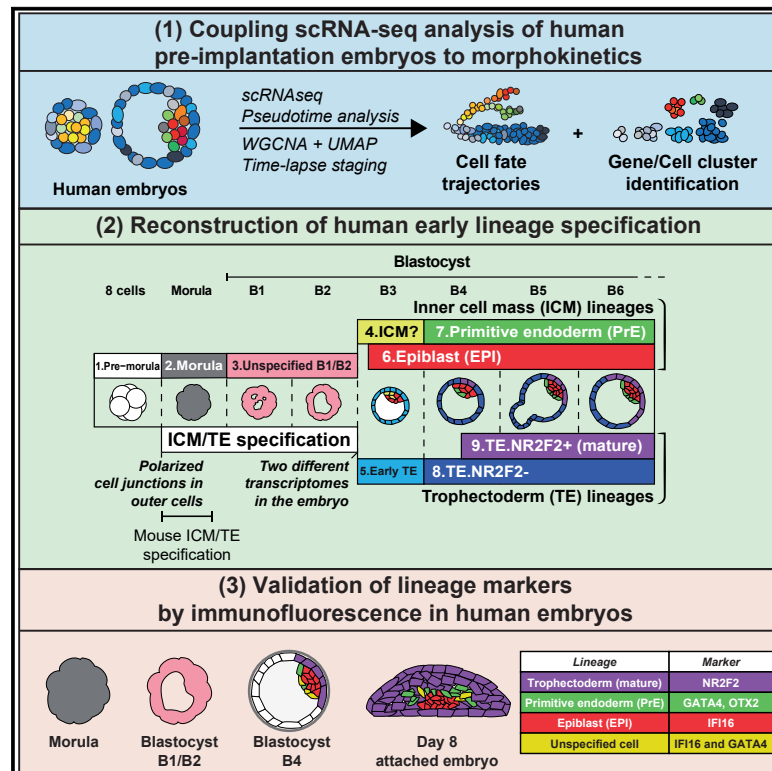 (1) Coupling scRNA-seq analysis of human
pre-implantation embryos to morphokinetics
scRNAseq
Pseudotime analysis
WGCNA + UMAP
Time-lapse staging
Human embryos
Cell fate
trajectories
+
Gene/Cell cluster
identification
(2) Reconstruction of human early lineage specification
Blastocyst
8 cells Morula B1 B2 B3 B4 B5 B6
Inner cell mass (ICM) lineages
4.ICM? 7.Primitive endoderm (PrE)
6.Epiblast (EPI)
1.Pre-morula 2.Morula 3.Unspecified B1/B2
ICM/TE specification
9.TE.NR2F2+ (mature)
5.Early TE 8.TE.NR2F2-
Trophectoderm (TE) lineages
Polarized
cell junctions in
outer cells
Two different
transcriptomes
in the embryo
Mouse ICM/TE
specification
(3) Validation of lineage markers
by immunofluorescence in human embryos
Morula
Blastocyst
B1/B2
Blastocyst
B4
Day 8
attached embryo
Lineage Marker
Trophectoderm (mature) NR2F2
Primitive endoderm (PrE) GATA4, OTX2
Epiblast (EPI) IFI16
Unspecified cell IFI16 and GATA4